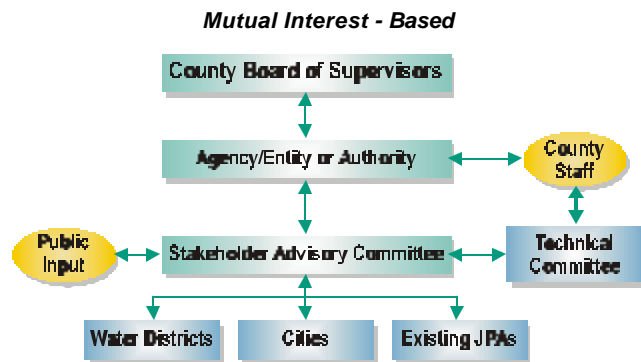 Mutual Interest - Based
County Board of Supervisors
Agency/Entity or Authority
County
Staff
Public
Input
Stakeholder Advisory Committee
Technical
Committee
Water Districts
Cities
Existing JPAs